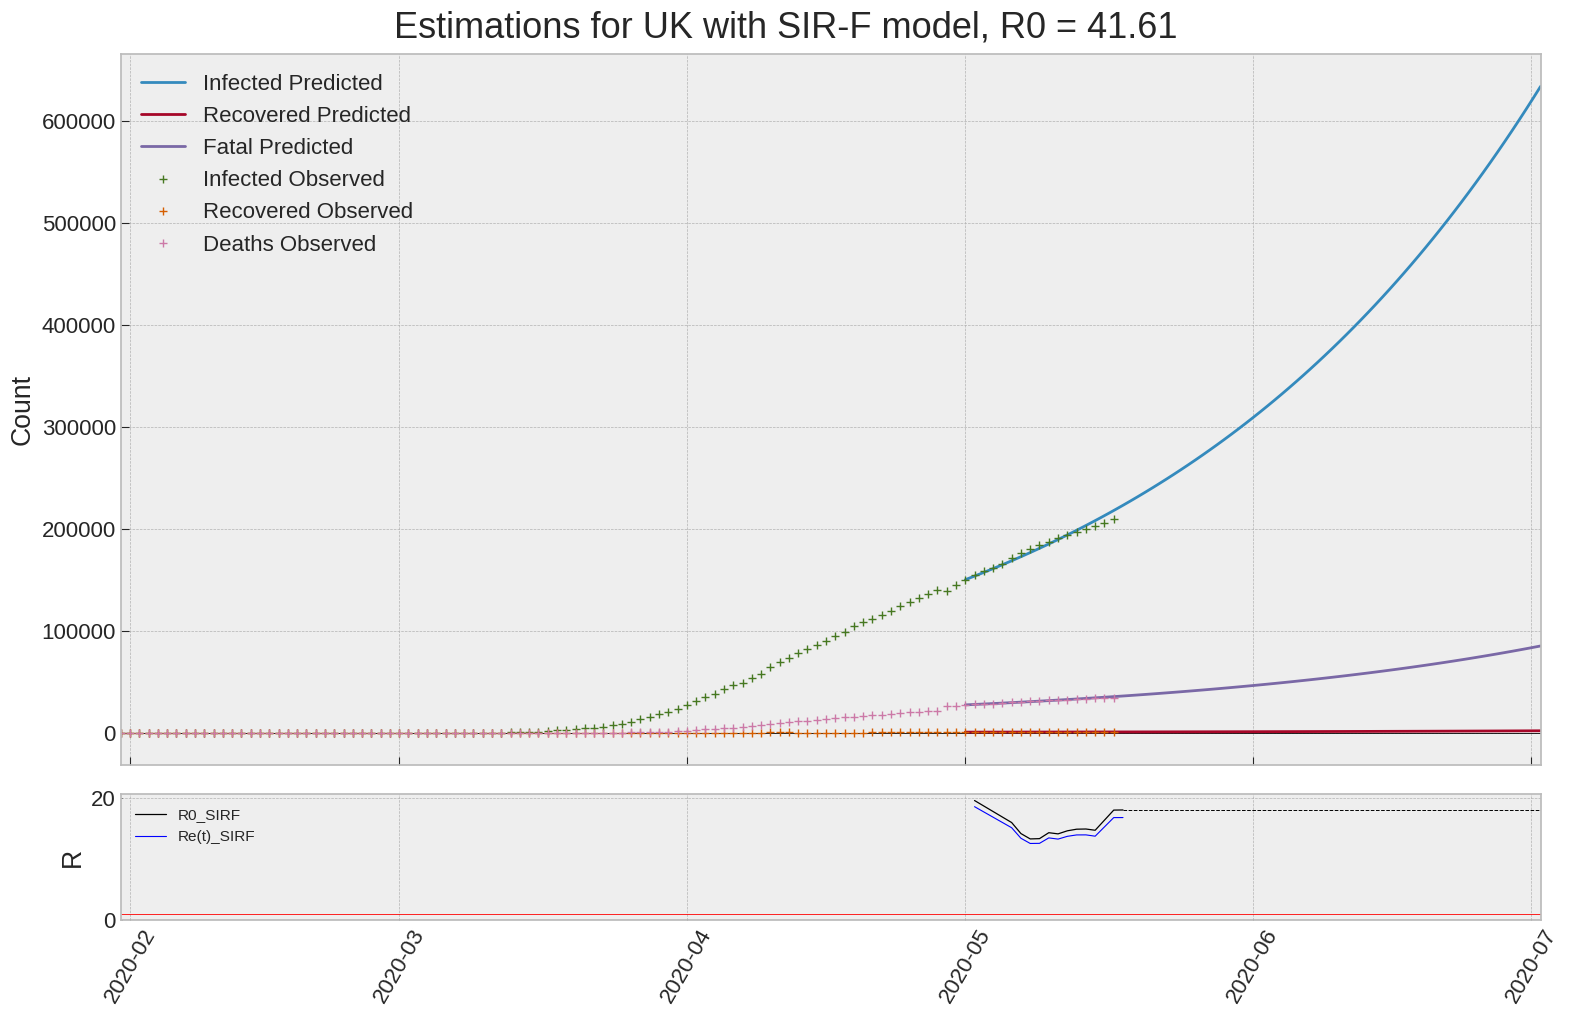 Estimations for UK with SIR-F model, R0 = 41.61
Infected Predicted
Recovered Predicted
Fatal Predicted
Infected Observed
Recovered Observed
Deaths Observed
600000
500000
400000
300000
200000
100000
0
Count
R0_SIRF
Re(t)_SIRF
20
0
R
2020-02
2020-03
2020-04
2020-05
2020-06
2020-07